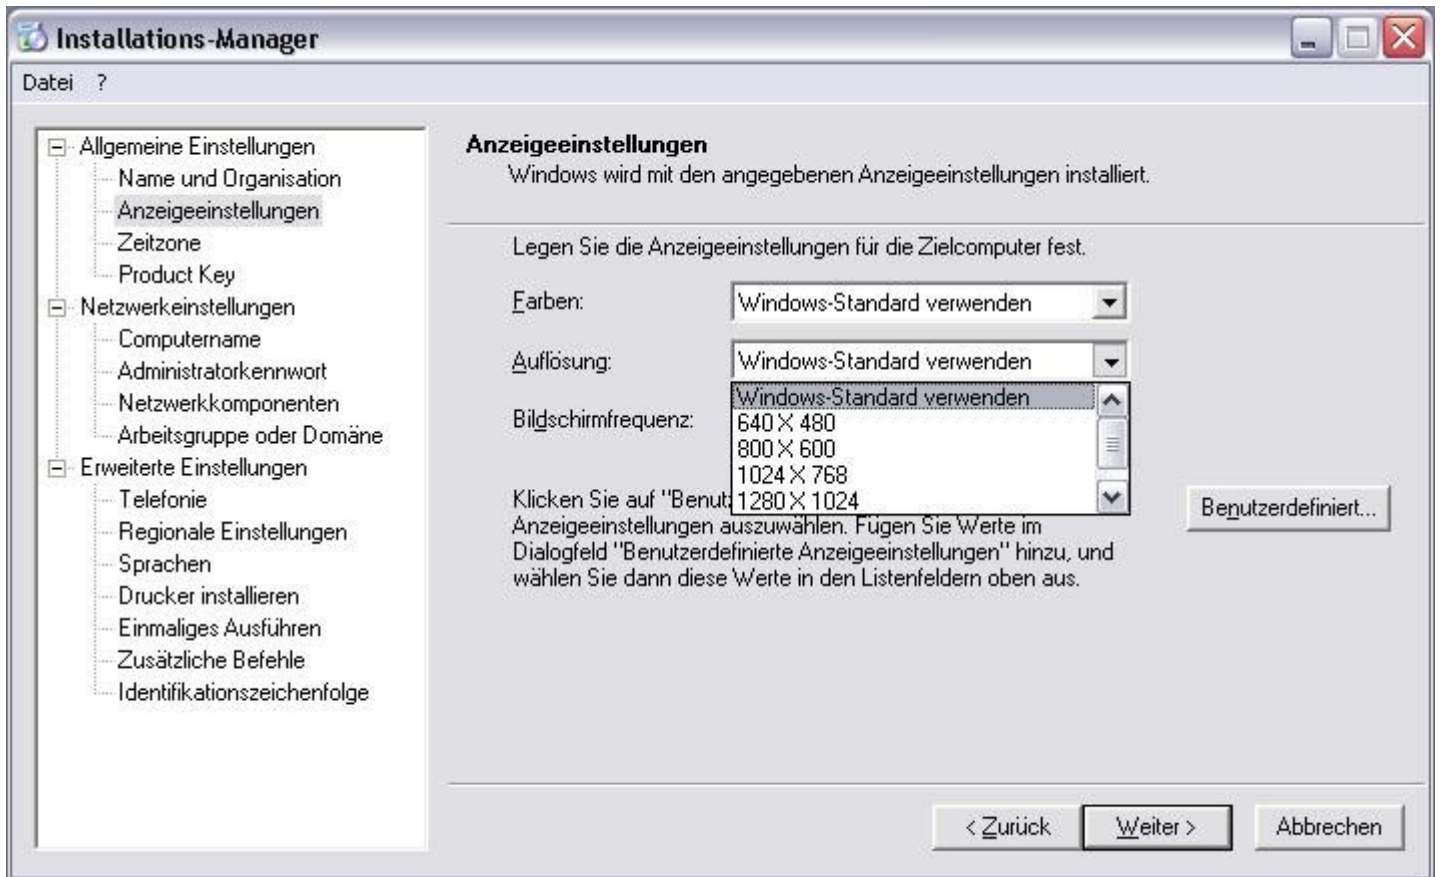 Installations-Manager
Datei ?
Allgemeine Einstellungen
Name und Organisation
Anzeigeeinstellungen
Zeitzone
Product Key
Netzwerkeinstellungen
Computername
Administratorkennwort
Netzwerkkomponenten
Arbeitsgruppe oder Domäne
Erweiterte Einstellungen
Telefonie
Regionale Einstellungen
Sprachen
Drucker installieren
Einmaliges Ausführen
Zusätzliche Befehle
Identifikationszeichenfolge
Anzeigeeinstellungen
Windows wird mit den angegebenen Anzeigeeinstellungen installiert.
Legen Sie die Anzeigeeinstellungen für die Zielcomputer fest.
Farben: Windows-Standard verwenden
Auflösung: Windows-Standard verwenden
Windows-Standard verwenden
640 X 480
800 X 600
1024 X 768
1280 X 1024
Bildschirmfrequenz:
Klicken Sie auf "Benut
Anzeigeeinstellungen auszuwählen. Fügen Sie Werte im
Dialogfeld "Benutzerdefinierte Anzeigeeinstellungen" hinzu, und
wählen Sie dann diese Werte in den Listenfeldern oben aus.
Benutzerdefiniert...
< Zurück Weiter > Abbrechen